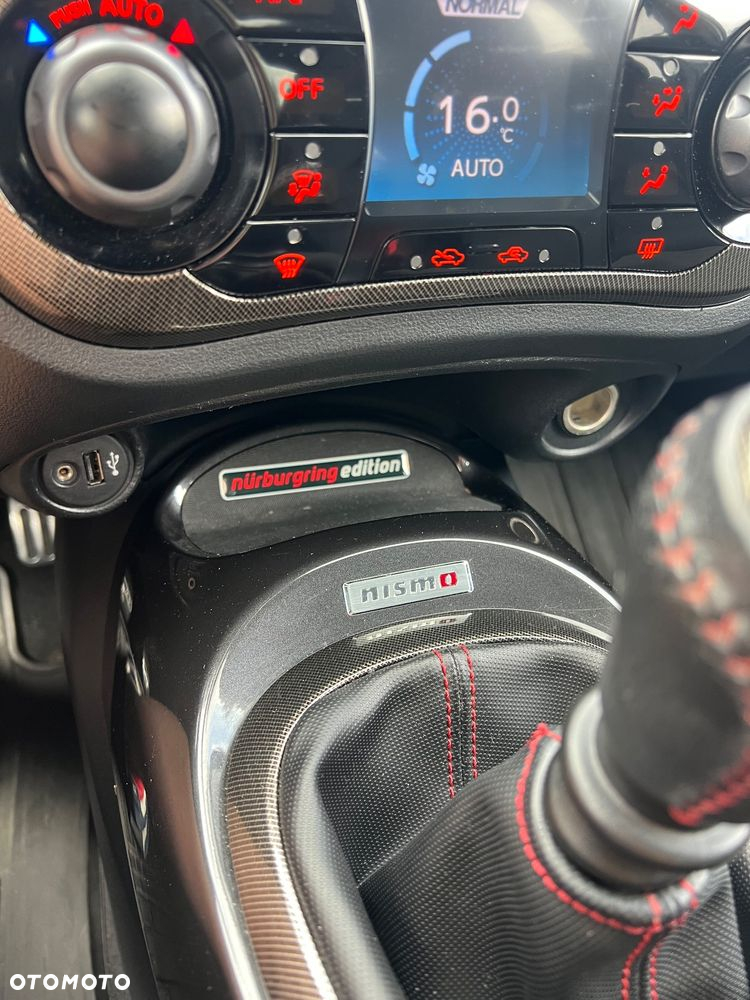 NORMAL
PUSH AUTO
A/C
OFF
16.0
°C
AUTO
nürburgring edition
nismo
OTOMOTO